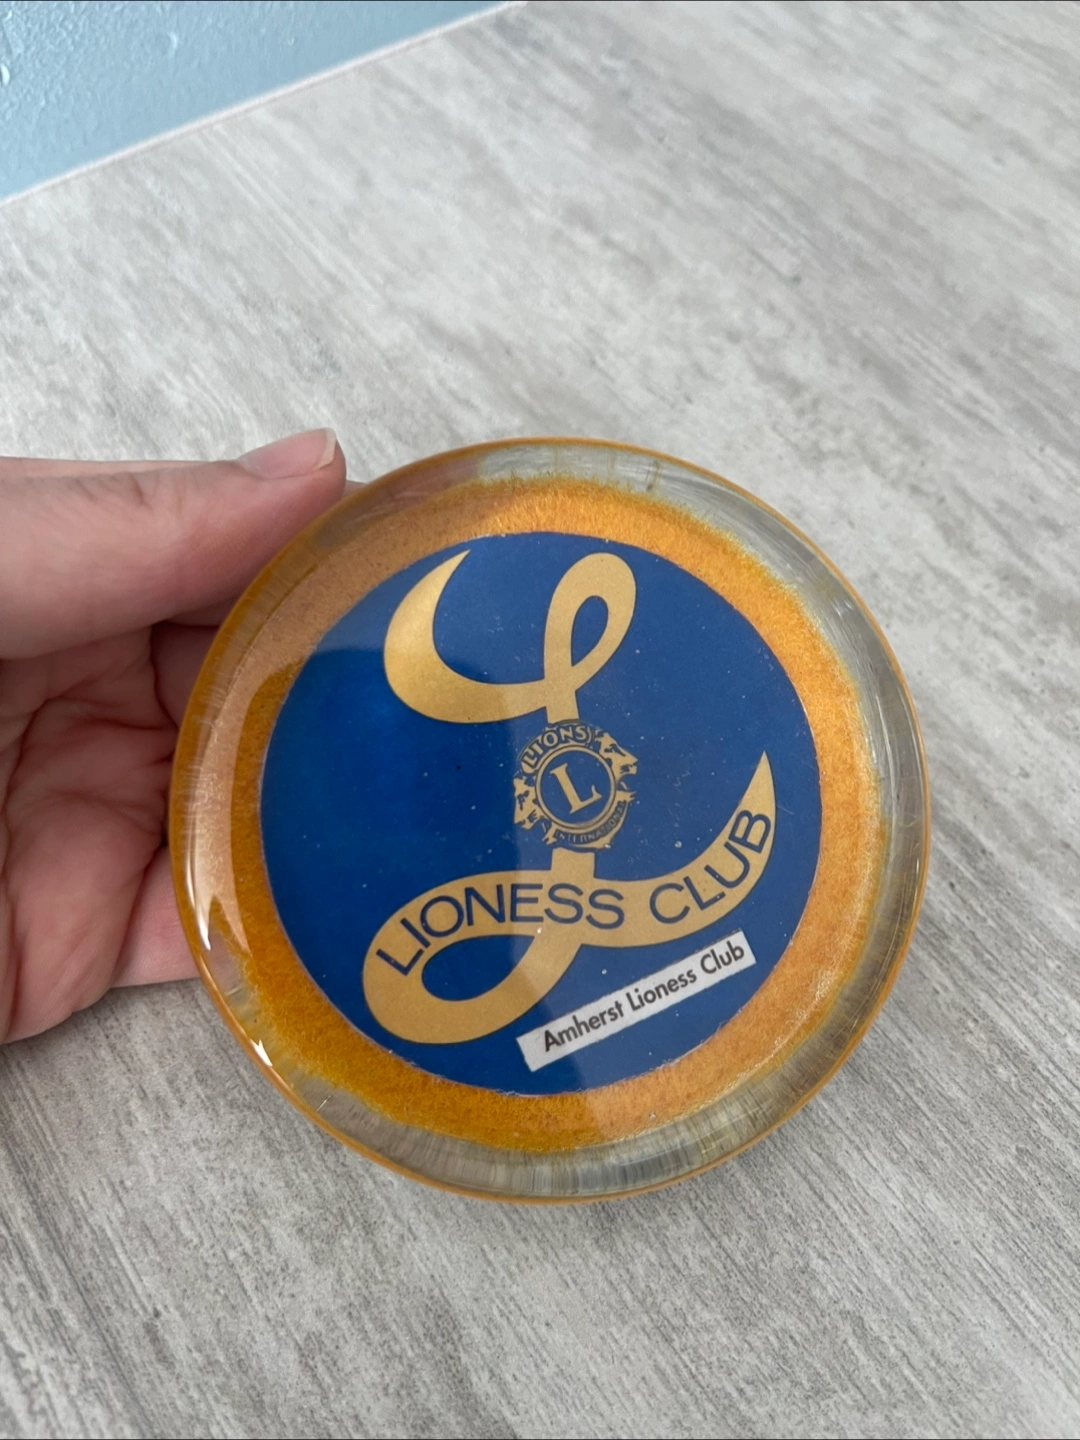 LIONS
L
INTERNATIONAL
LIONESS CLUB
Amherst Lioness Club